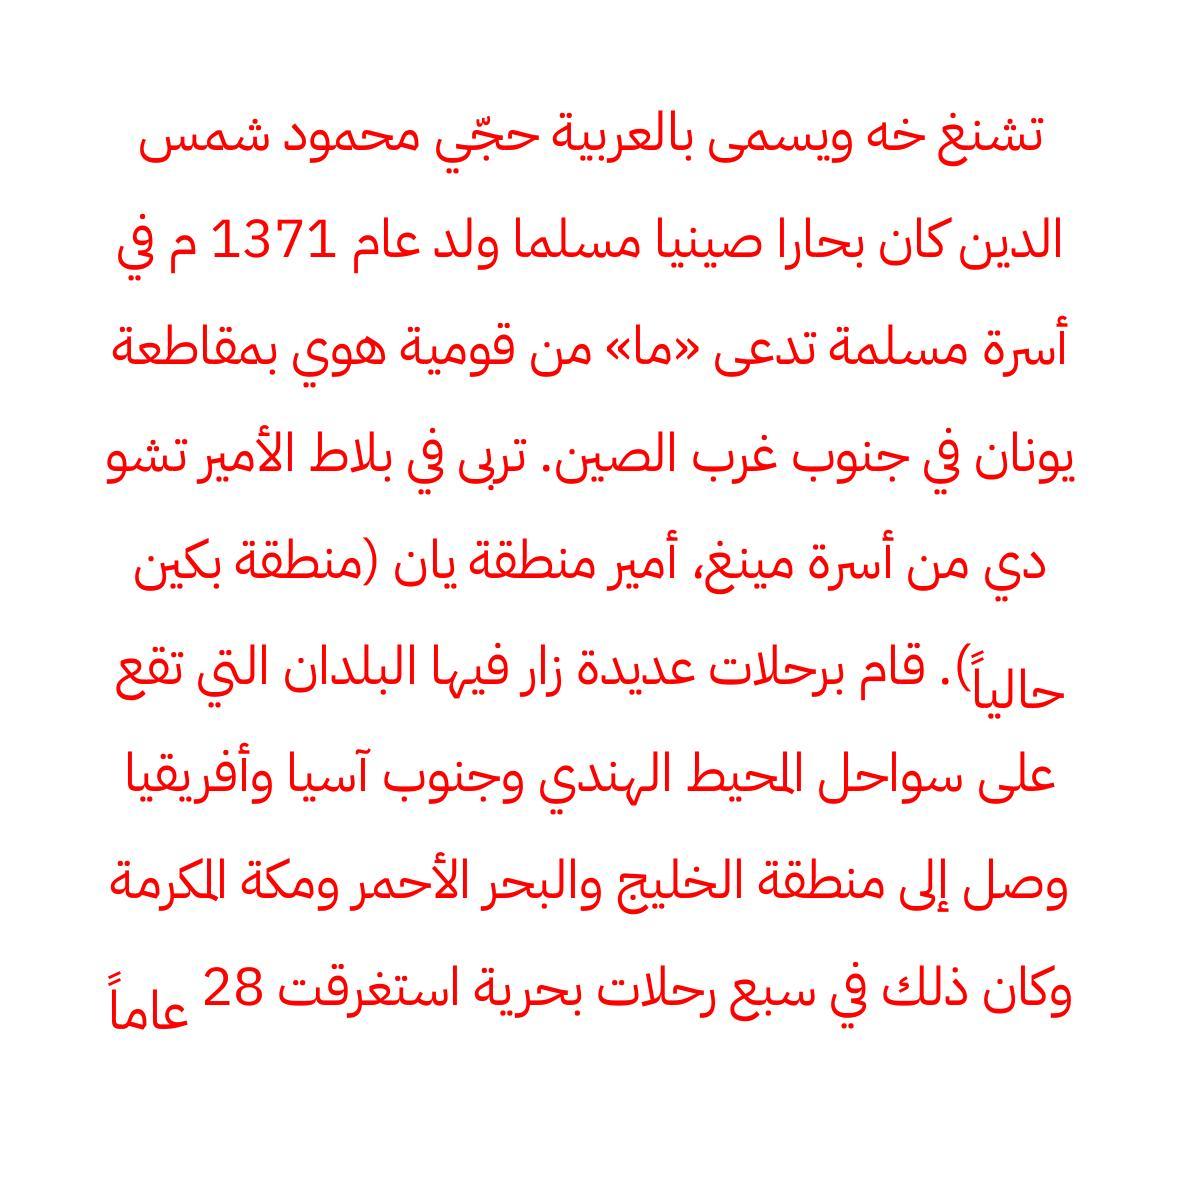 تشنغ خه ويسمى بالعربية حجّي محمود شمس
الدين كان بحارا صينيا مسلما ولد عام 1371 م في
أسرة مسلمة تدعى «ما» من قومية هوي بمقاطعة
يونان في جنوب غرب الصين. تربى في بلاط الأمير تشو
دي من أسرة مينغ، أمير منطقة يان (منطقة بكين
حالياً). قام برحلات عديدة زار فيها البلدان التي تقع
على سواحل المحيط الهندي وجنوب آسيا وأفريقيا
وصل إلى منطقة الخليج والبحر الأحمر ومكة المكرمة
وكان ذلك في سبع رحلات بحرية استغرقت 28 عاماً